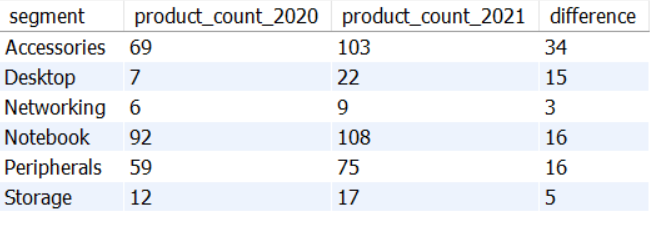 segment product_count_2020 product_count_2021 difference
Accessories 69 103 34
Desktop 7 22 15
Networking 6 9 3
Notebook 92 108 16
Peripherals 59 75 16
Storage 12 17 5